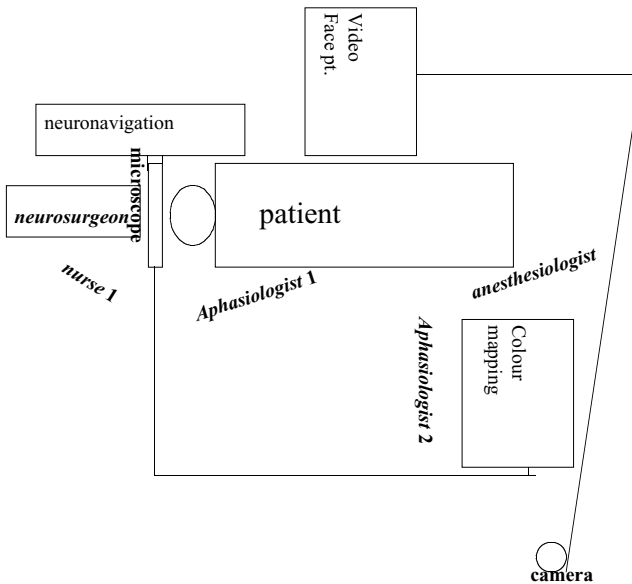 Video
Face pt.
neuronavigation
microscope
neurosurgeon
patient
nurse 1
Aphasiologist 1
anesthesiologist
Aphasiologist 2
Colour
mapping
camera